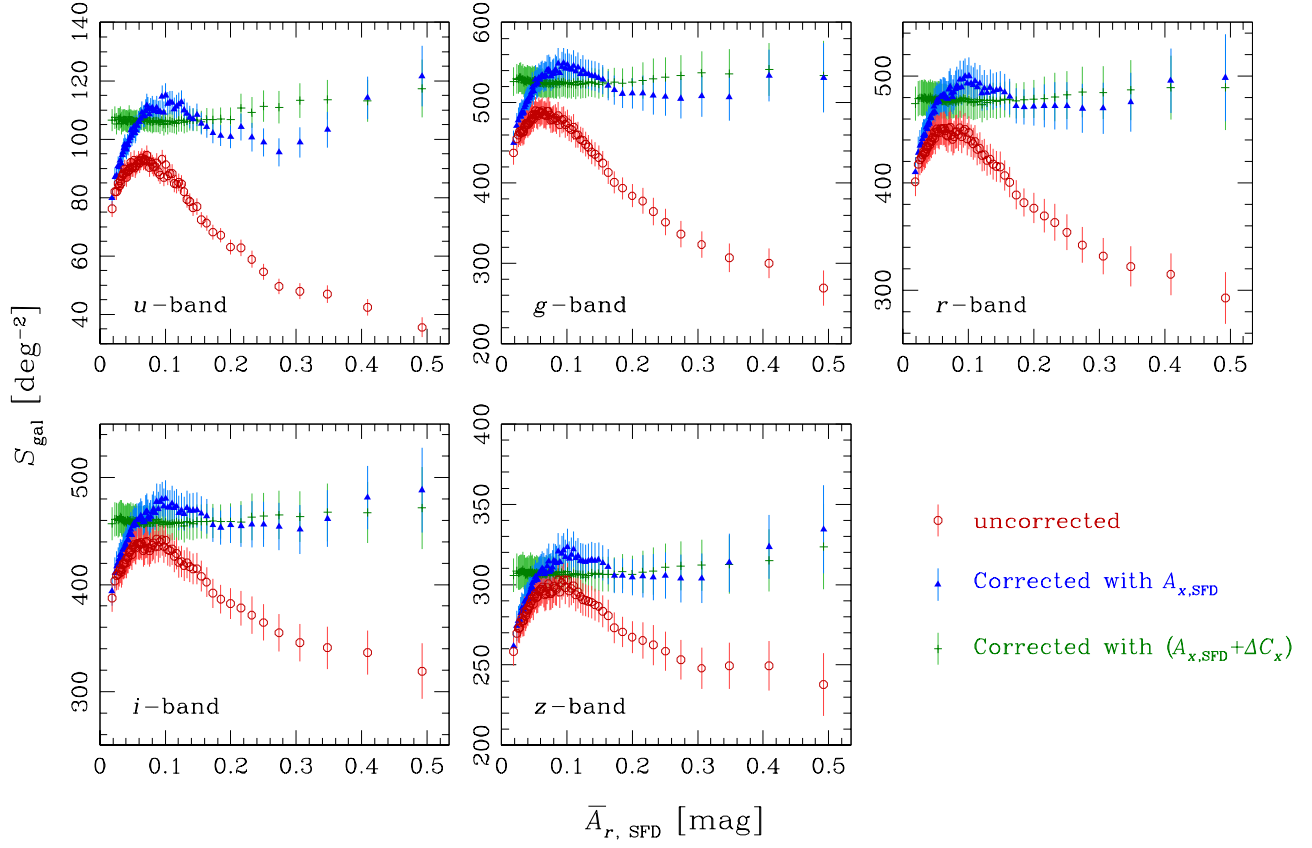 140
120
100
80
60
40
u-band
0 0.1 0.2 0.3 0.4 0.5
600
500
400
300
200
g-band
0 0.1 0.2 0.3 0.4 0.5
500
400
300
r-band
0 0.1 0.2 0.3 0.4 0.5
S_gal [deg⁻²]
500
400
300
i-band
0 0.1 0.2 0.3 0.4 0.5
400
350
300
250
200
z-band
0 0.1 0.2 0.3 0.4 0.5
uncorrected
Corrected with A_x,SFD
Corrected with (A_x,SFD+ΔC_x)
A̅_r, SFD [mag]